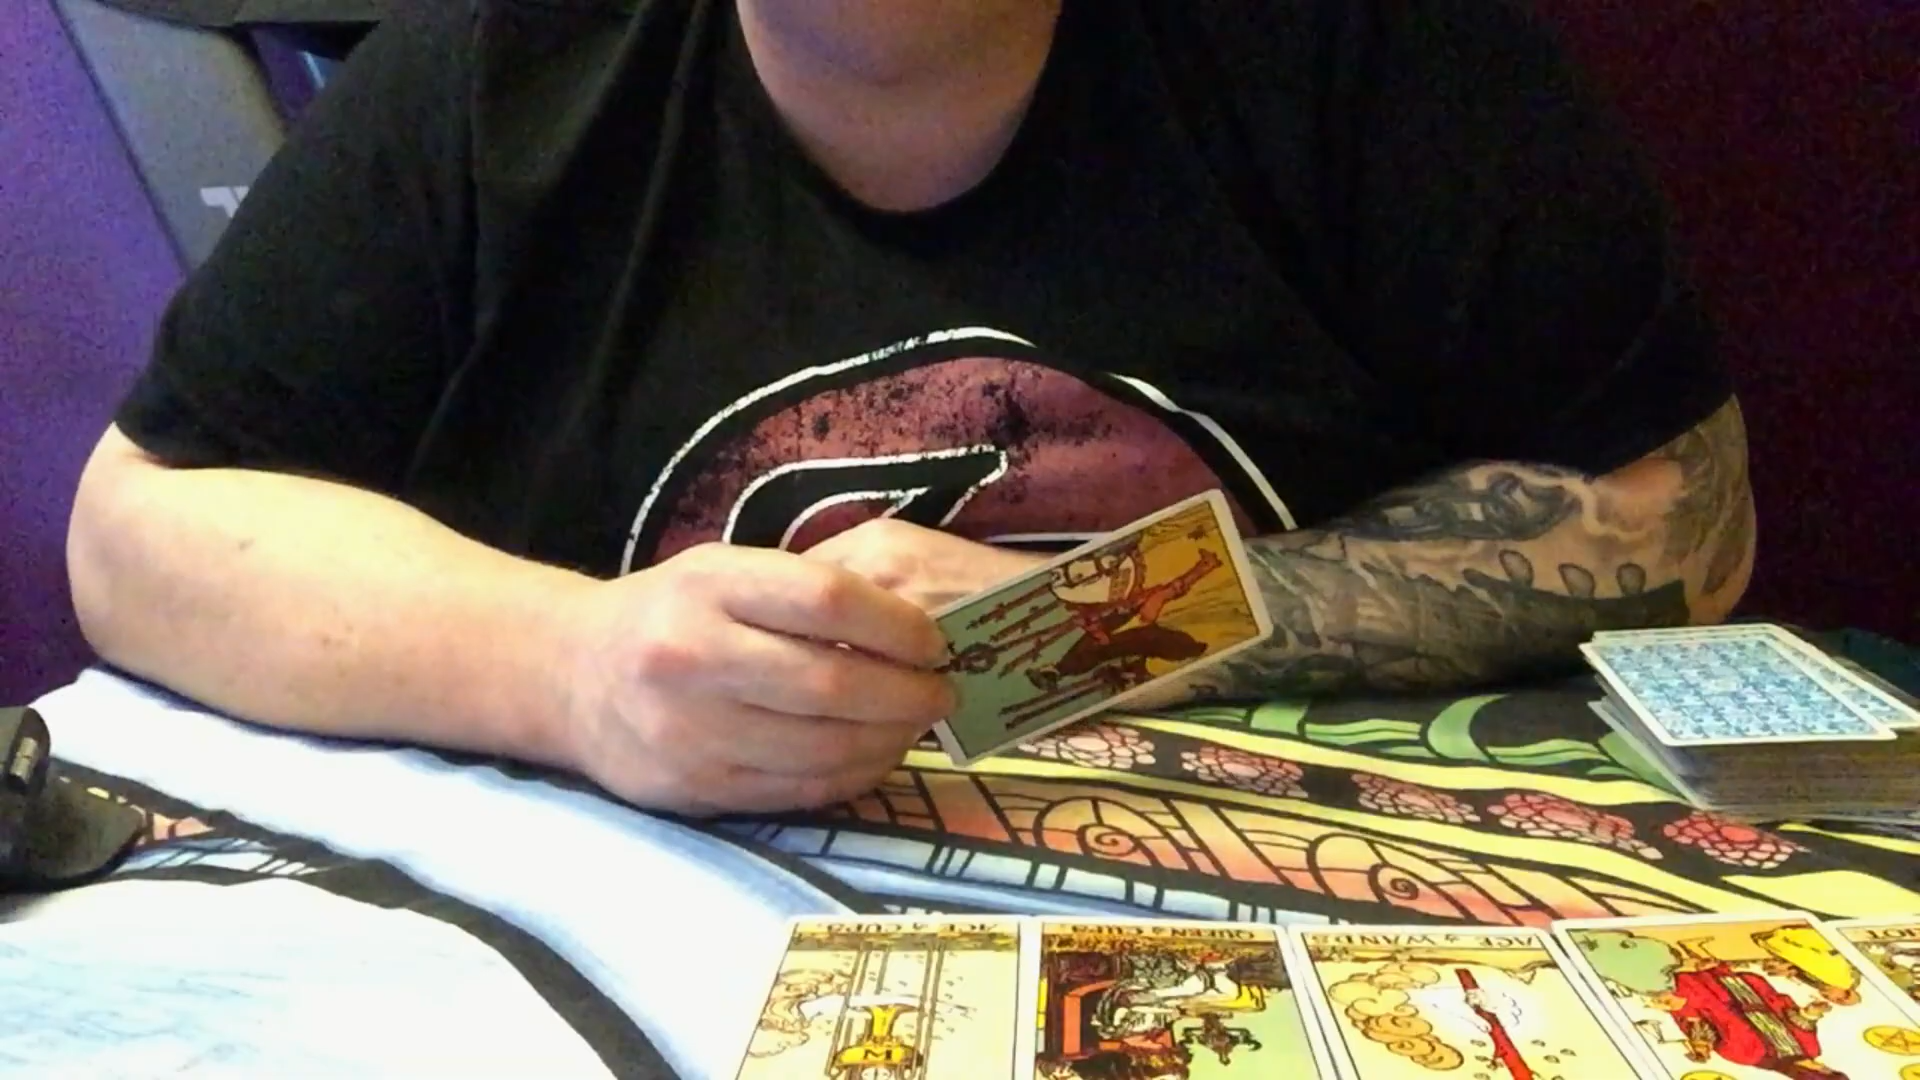 ACE of CUPS.
QUEEN of CUPS
ACE of WANDS